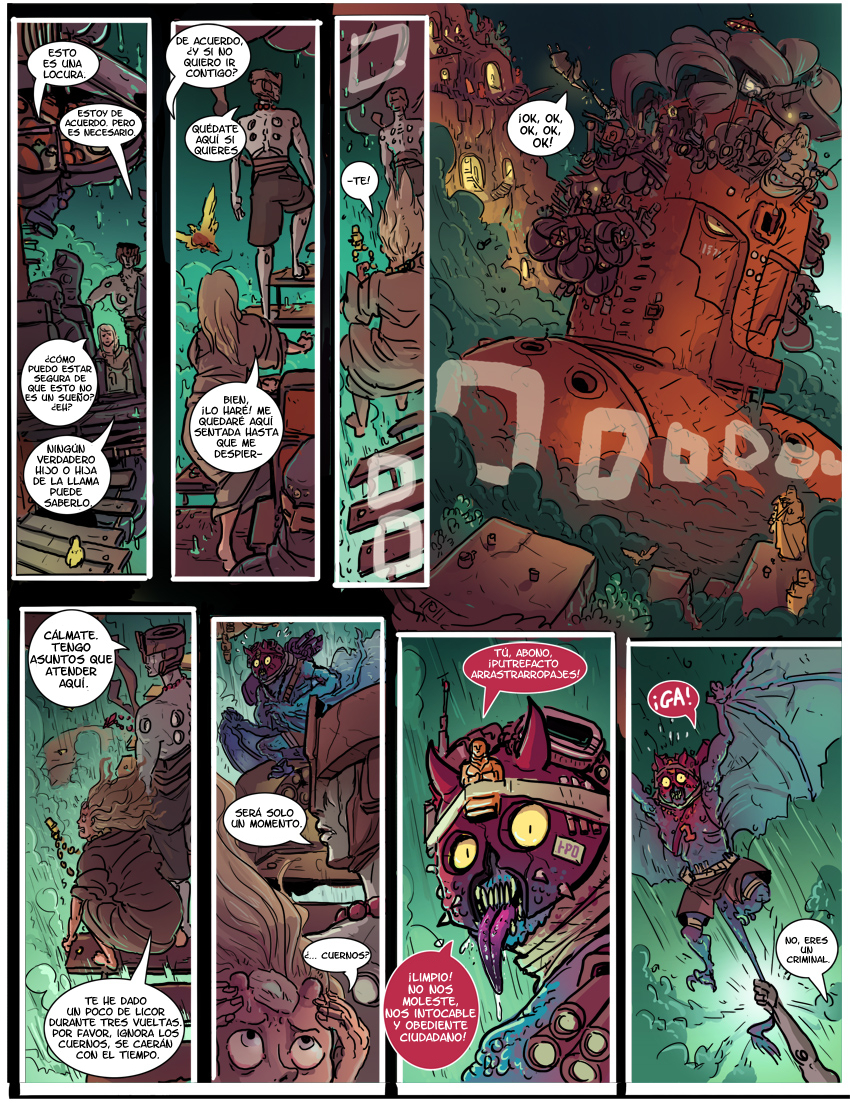 ESTO
ES UNA
LOCURA.
ESTOY DE
ACUERDO. PERO
ES NECESARIO.
¿CÓMO
PUEDO ESTAR
SEGURA DE
QUE ESTO NO
ES UN SUEÑO?
¿EH?
NINGÚN
VERDADERO
HIJO O HIJA
DE LA LLAMA
PUEDE
SABERLO.
DE ACUERDO,
¿Y SI NO
QUIERO IR
CONTIGO?
QUÉDATE
AQUÍ SI
QUIERES
BIEN,
¡LO HARÉ! ME
QUEDARÉ AQUÍ
SENTADA HASTA
QUE ME
DESPIER-
-TE!
¡OK, OK,
OK, OK,
OK!
CÁLMATE.
TENGO
ASUNTOS QUE
ATENDER
AQUÍ.
TE HE DADO
UN POCO DE LICOR
DURANTE TRES VUELTAS.
POR FAVOR, IGNORA LOS
CUERNOS, SE CAERÁN
CON EL TIEMPO.
SERÁ SOLO
UN MOMENTO.
¿... CUERNOS?
TÚ, ABONO,
¡PUTREFACTO
ARRASTRARROPAJES!
¡LIMPIO!
NO NOS
MOLESTE,
NOS INTOCABLE
Y OBEDIENTE
CIUDADANO!
¡GA!
NO, ERES
UN
CRIMINAL.